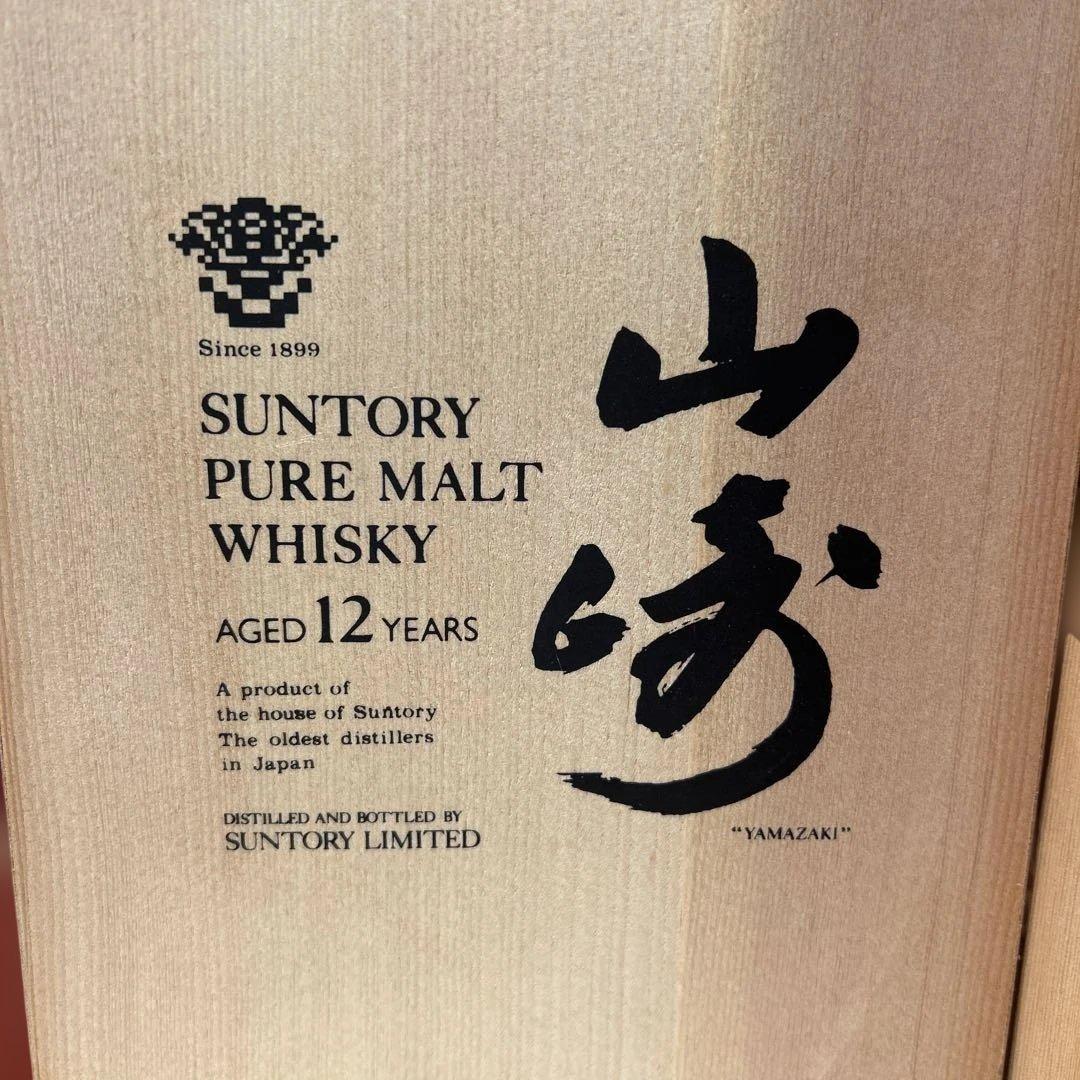 Since 1899
SUNTORY
PURE MALT
WHISKY
AGED 12 YEARS
A product of
the house of Suntory
The oldest distillers
in Japan
DISTILLED AND BOTTLED BY
SUNTORY LIMITED
山崎
“YAMAZAKI”